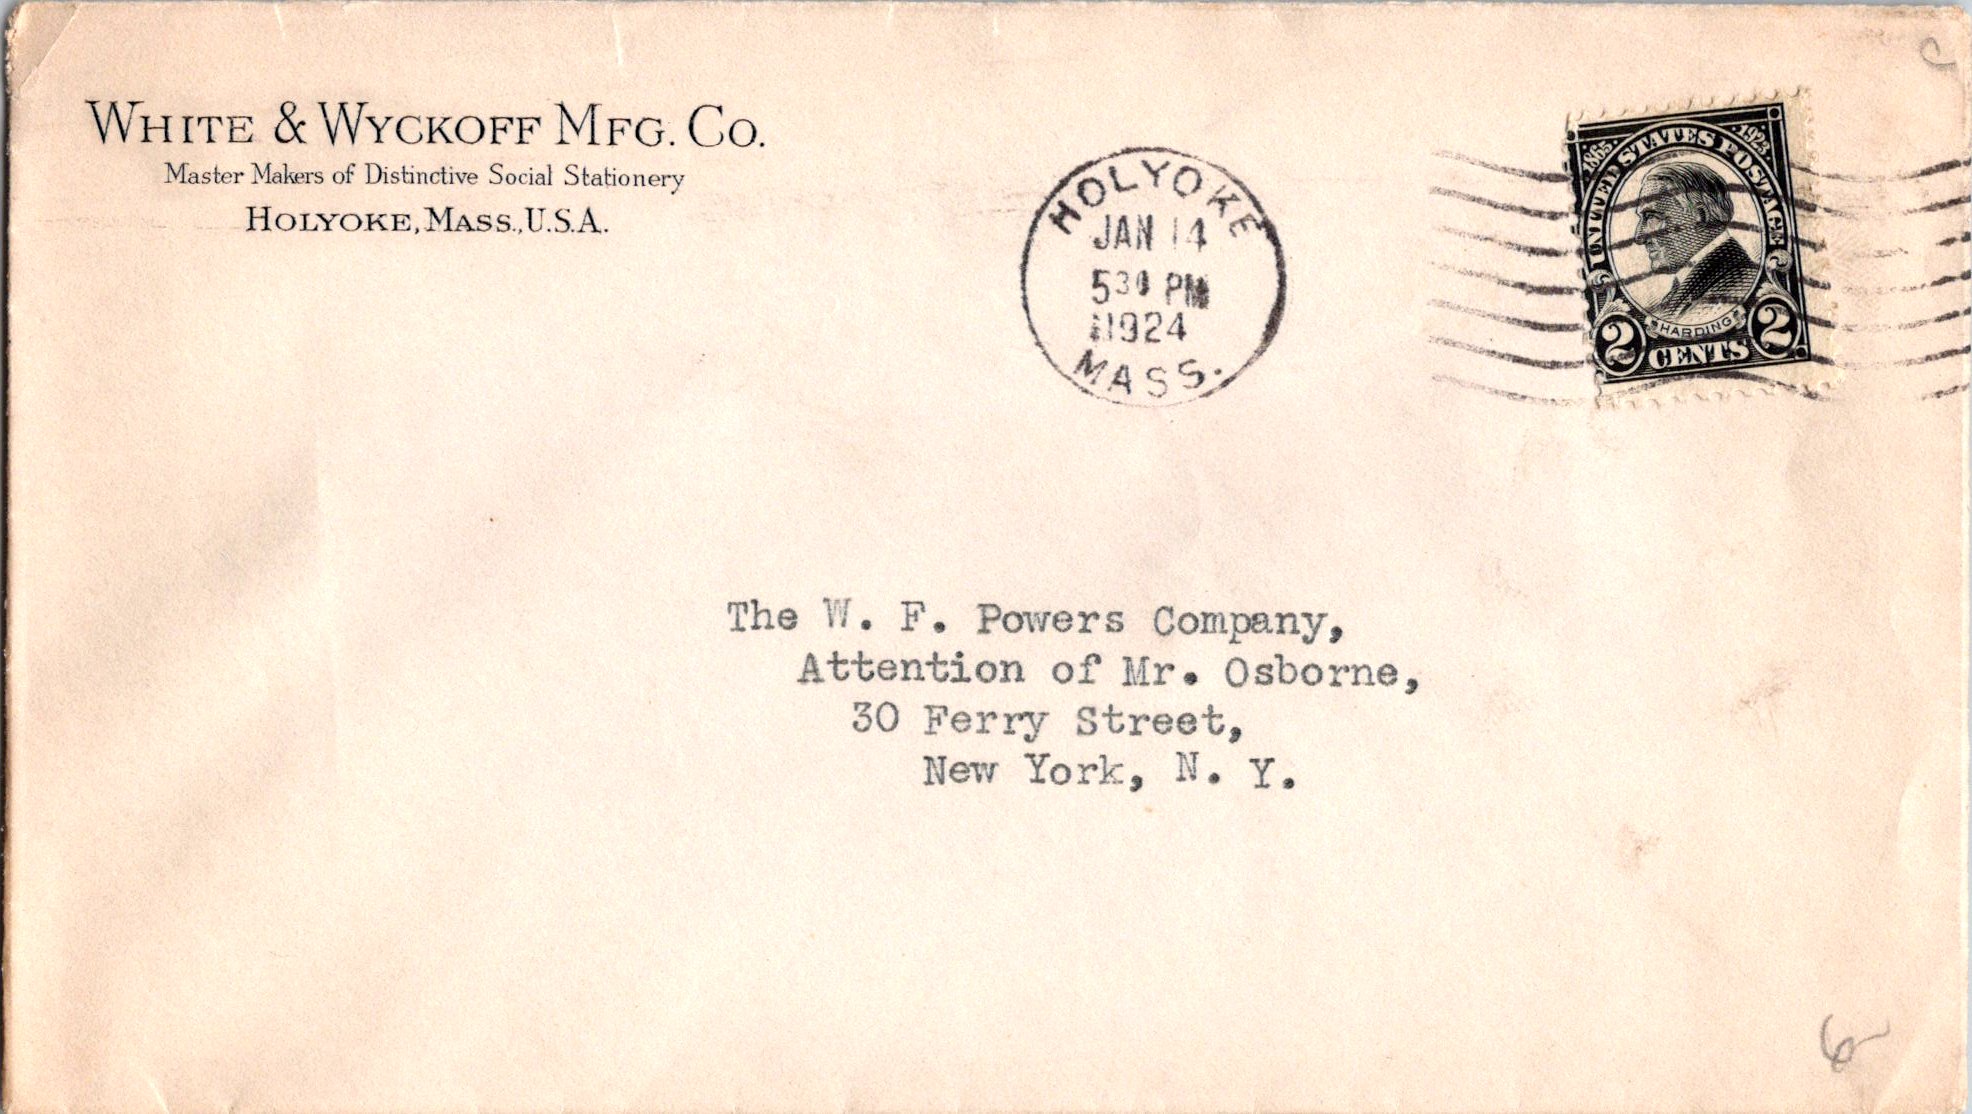 WHITE & WYCKOFF MFG. CO.
Master Makers of Distinctive Social Stationery
HOLYOKE, MASS., U.S.A.
HOLYOKE
JAN 14
5 30 PM
1924
MASS.
1865 1923
UNITED STATES POSTAGE
HARDING
2 CENTS 2
The W. F. Powers Company,
Attention of Mr. Osborne,
30 Ferry Street,
New York, N. Y.
6